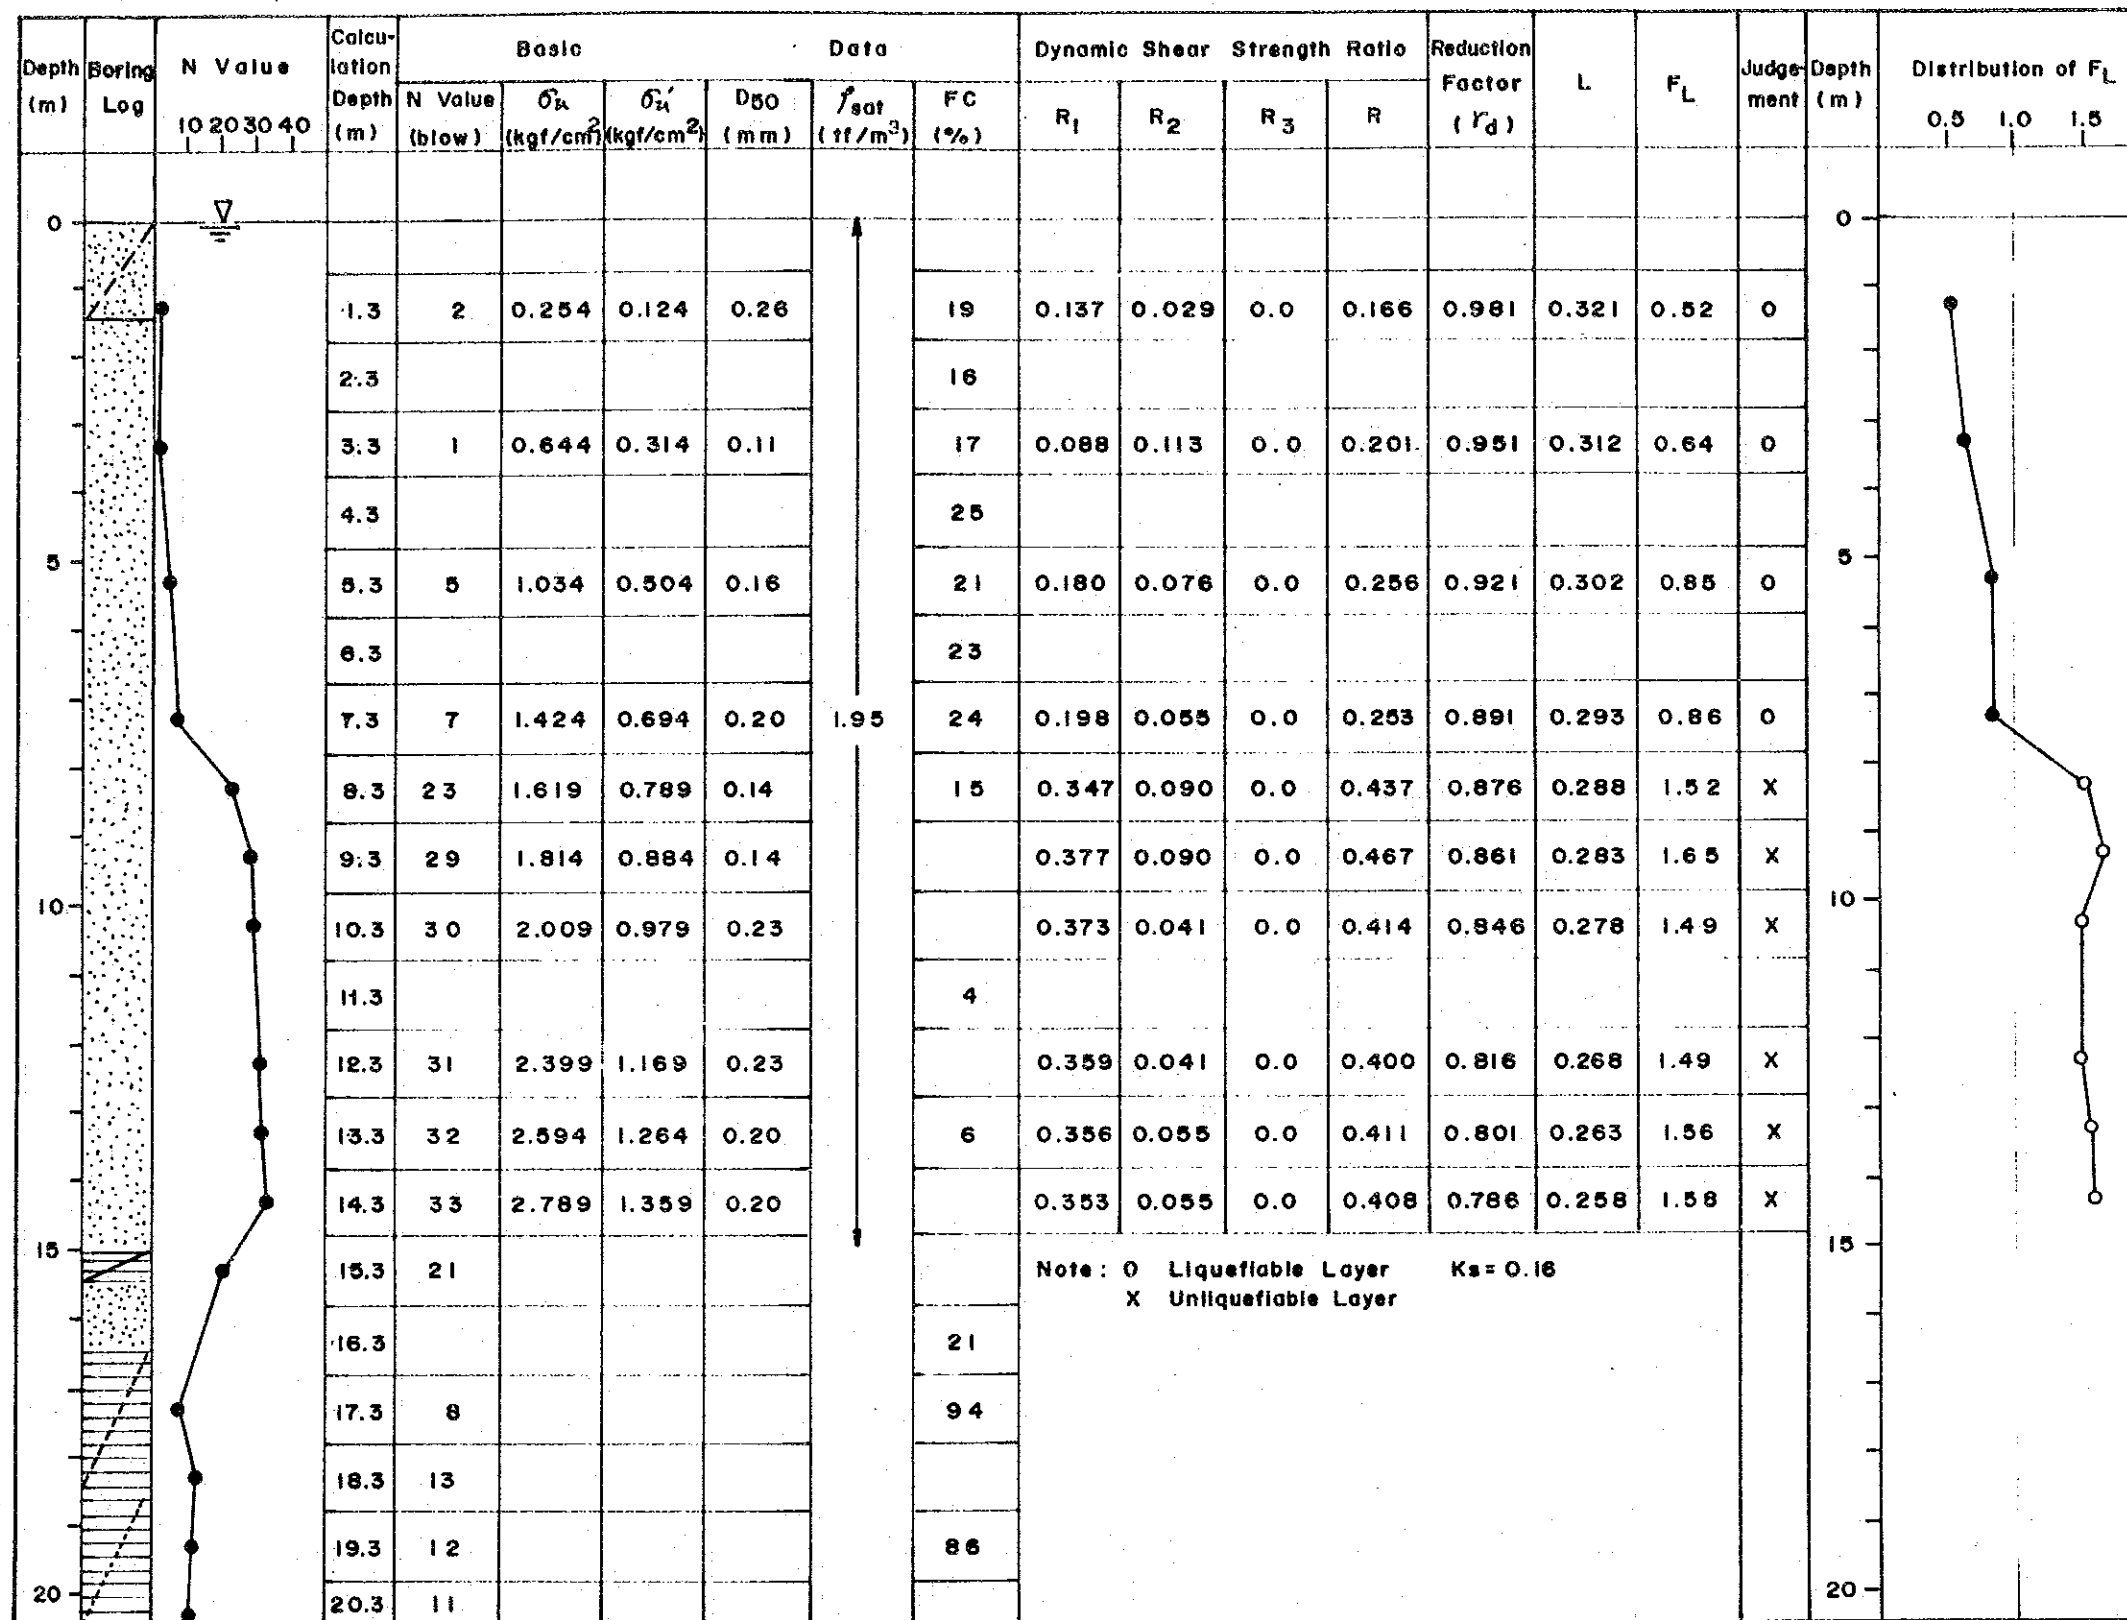 Depth (m) | Boring Log | N Value 10 20 30 40 | Calcu-lation Depth (m) | Basic Data | Dynamic Shear Strength Ratio | Reduction Factor (rd) | L | FL | Judge-ment | Depth (m) | Distribution of FL 0.5 1.0 1.5
N Value (blow) | (kgf/cm²) | (kgf/cm²) | D50 (mm) | sat (tf/m³) | FC (%) | R1 | R2 | R3 | R
0 | 0
1.3 | 2 | 0.254 | 0.124 | 0.26 | 19 | 0.137 | 0.029 | 0.0 | 0.166 | 0.981 | 0.321 | 0.52 | O
2.3 | 16
3.3 | 1 | 0.644 | 0.314 | 0.11 | 17 | 0.088 | 0.113 | 0.0 | 0.201 | 0.951 | 0.312 | 0.64 | O
4.3 | 25
5 | 5
5.3 | 5 | 1.034 | 0.504 | 0.16 | 21 | 0.180 | 0.076 | 0.0 | 0.256 | 0.921 | 0.302 | 0.85 | O
6.3 | 23
7.3 | 7 | 1.424 | 0.694 | 0.20 | 1.95 | 24 | 0.198 | 0.055 | 0.0 | 0.253 | 0.891 | 0.293 | 0.86 | O
8.3 | 23 | 1.619 | 0.789 | 0.14 | 15 | 0.347 | 0.090 | 0.0 | 0.437 | 0.876 | 0.288 | 1.52 | X
9.3 | 29 | 1.814 | 0.884 | 0.14 | 0.377 | 0.090 | 0.0 | 0.467 | 0.861 | 0.283 | 1.65 | X
10 | 10
10.3 | 30 | 2.009 | 0.979 | 0.23 | 0.373 | 0.041 | 0.0 | 0.414 | 0.846 | 0.278 | 1.49 | X
11.3 | 4
12.3 | 31 | 2.399 | 1.169 | 0.23 | 0.359 | 0.041 | 0.0 | 0.400 | 0.816 | 0.268 | 1.49 | X
13.3 | 32 | 2.594 | 1.264 | 0.20 | 6 | 0.356 | 0.055 | 0.0 | 0.411 | 0.801 | 0.263 | 1.56 | X
14.3 | 33 | 2.789 | 1.359 | 0.20 | 0.353 | 0.055 | 0.0 | 0.408 | 0.786 | 0.258 | 1.58 | X
15 | 15
15.3 | 21
Note : O Liquefiable Layer Ks = 0.16
X Unliquefiable Layer
16.3 | 21
17.3 | 8 | 94
18.3 | 13
19.3 | 12 | 86
20 | 20
20.3 | 11